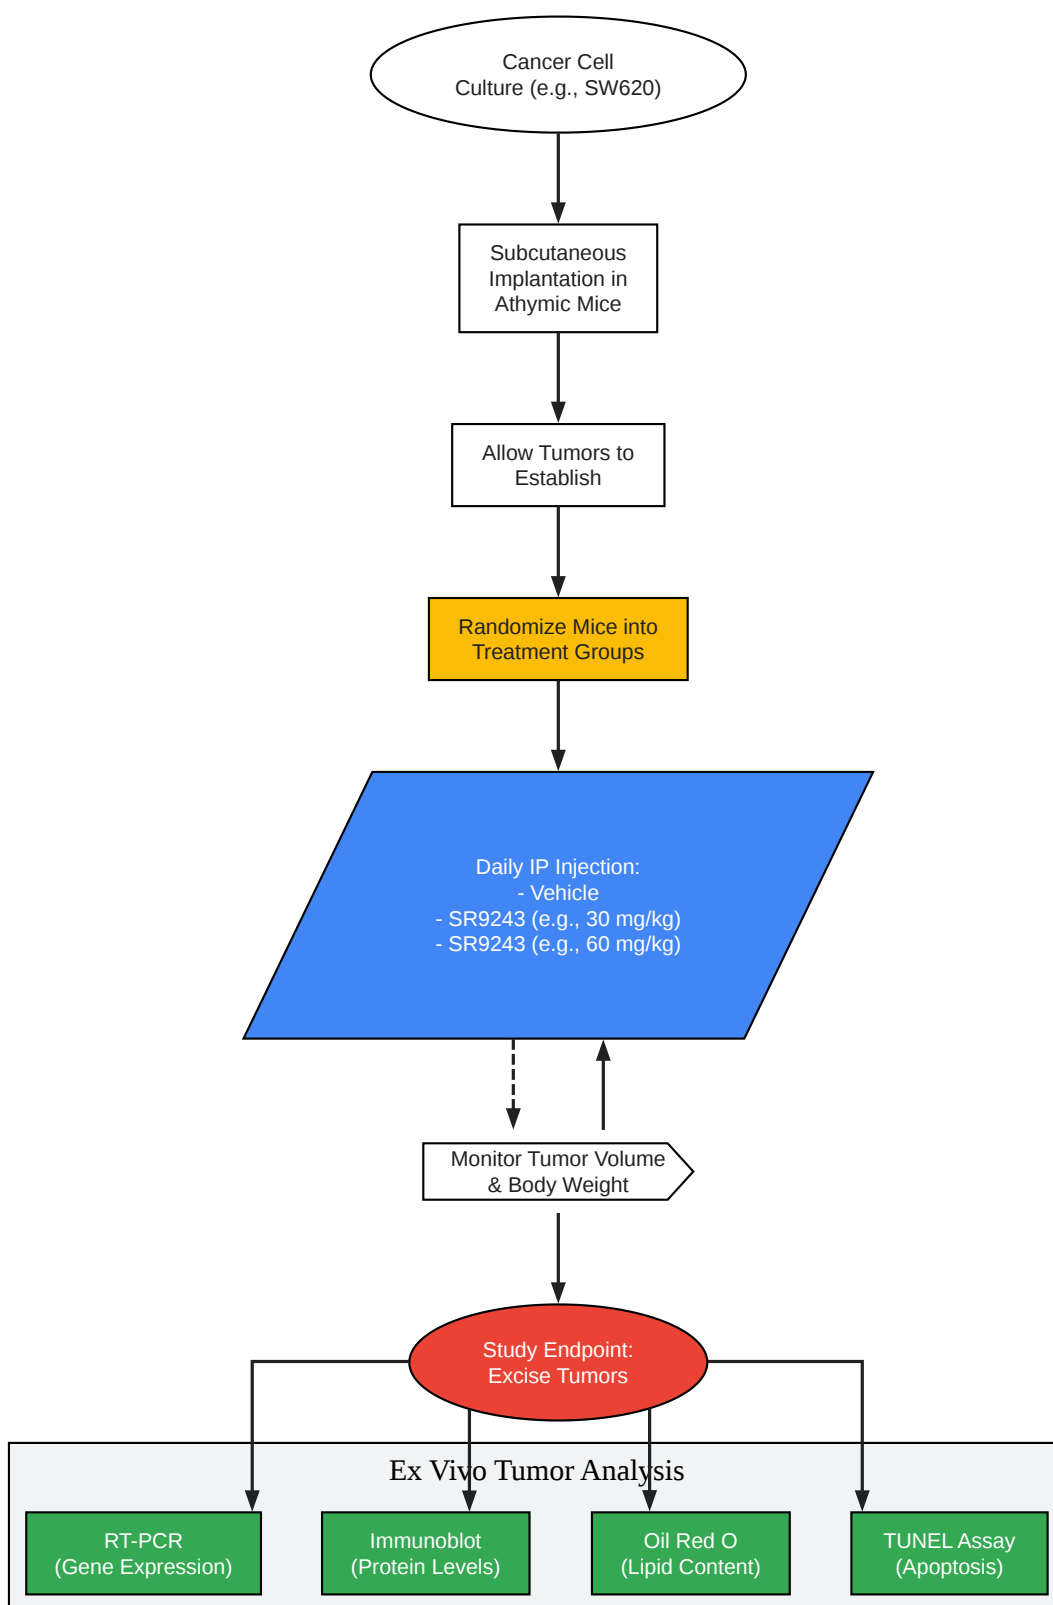 Cancer Cell
Culture (e.g., SW620)
Subcutaneous
Implantation in
Athymic Mice
Allow Tumors to
Establish
Randomize Mice into
Treatment Groups
Daily IP Injection:
- Vehicle
- SR9243 (e.g., 30 mg/kg)
- SR9243 (e.g., 60 mg/kg)
Monitor Tumor Volume
& Body Weight
Study Endpoint:
Excise Tumors
Ex Vivo Tumor Analysis
RT-PCR
(Gene Expression)
Immunoblot
(Protein Levels)
Oil Red O
(Lipid Content)
TUNEL Assay
(Apoptosis)